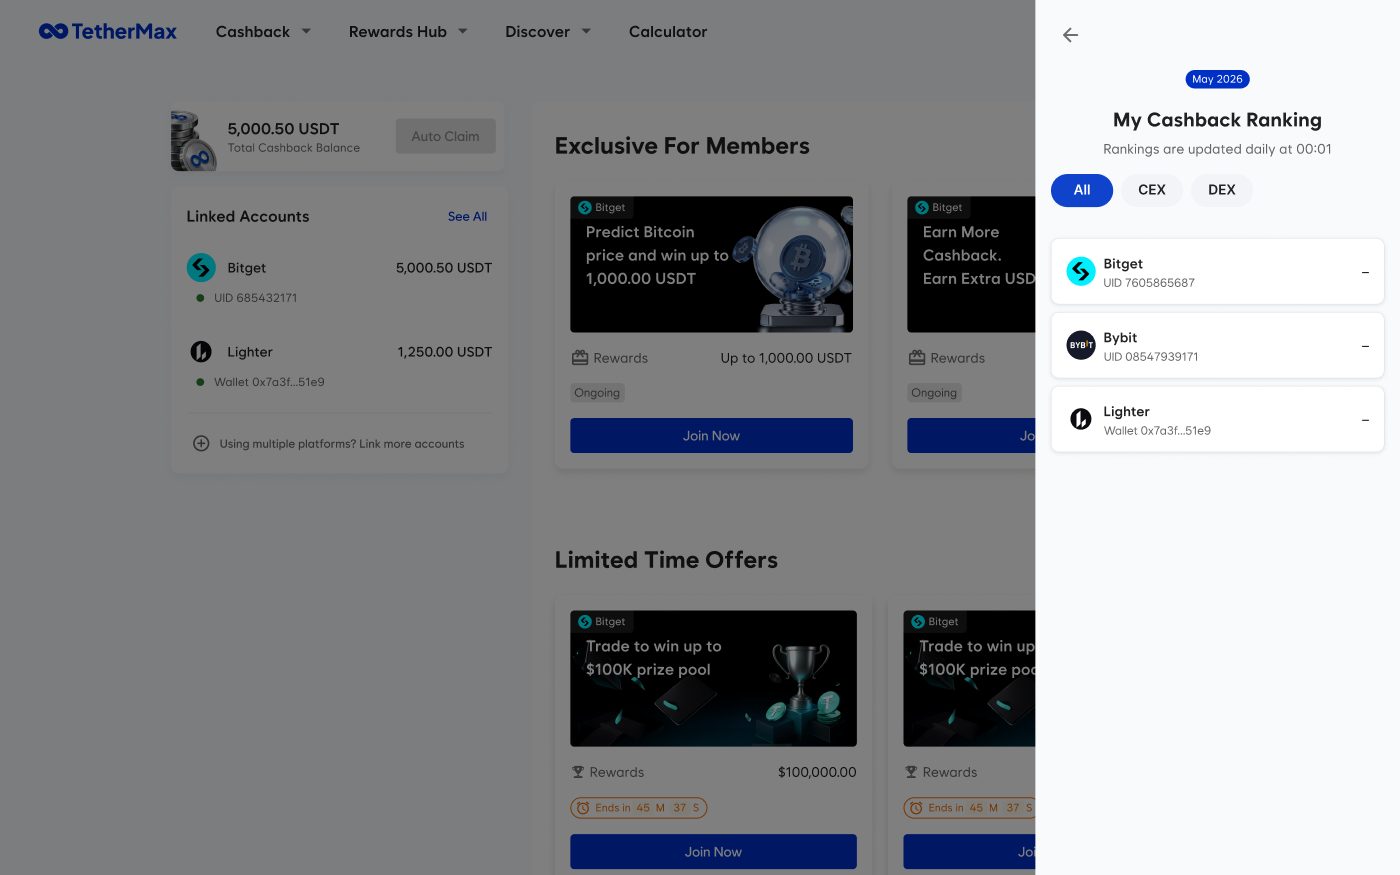 TetherMax
Cashback
Rewards Hub
Discover
Calculator
5,000.50 USDT
Total Cashback Balance
Auto Claim
Linked Accounts
See All
Bitget
5,000.50 USDT
UID 685432171
Lighter
1,250.00 USDT
Wallet 0x7a3f...51e9
Using multiple platforms? Link more accounts
Exclusive For Members
Bitget
Predict Bitcoin
price and win up to
1,000.00 USDT
Rewards
Up to 1,000.00 USDT
Ongoing
Join Now
Bitget
Earn More
Cashback.
Earn Extra USD
Rewards
Ongoing
Jo
Limited Time Offers
Bitget
Trade to win up to
$100K prize pool
Rewards
$100,000.00
Ends in 45 M 37 S
Join Now
Bitget
Trade to win up
$100K prize poo
Rewards
Ends in 45 M 37 S
Joi
May 2026
My Cashback Ranking
Rankings are updated daily at 00:01
All
CEX
DEX
Bitget
UID 7605865687
–
BYBIT
Bybit
UID 08547939171
–
Lighter
Wallet 0x7a3f...51e9
–